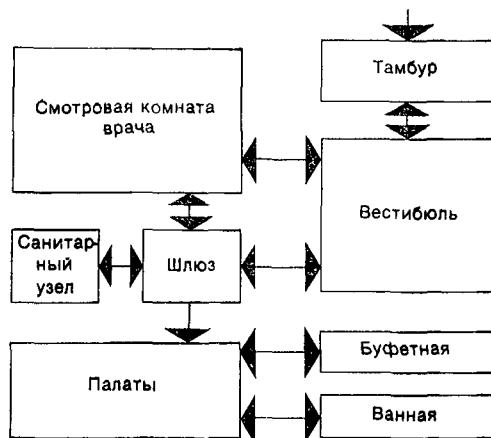 Тамбур
Смотровая комната
врача
Вестибюль
Санитар-
ный
узел
Шлюз
Палаты
Буфетная
Ванная